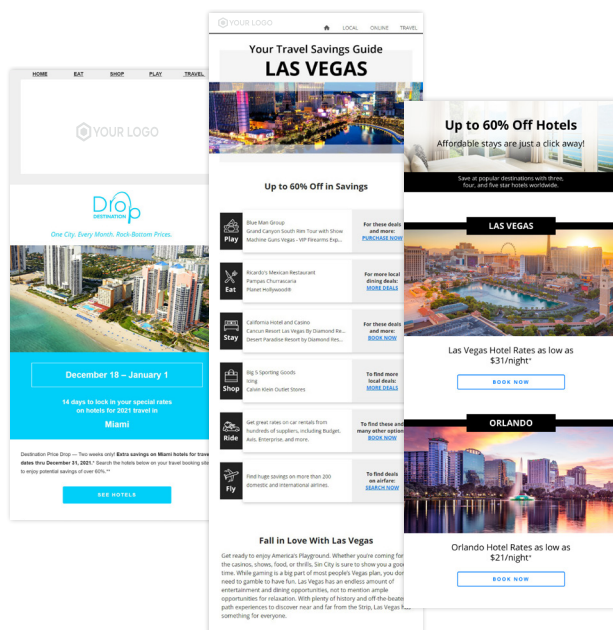 HOME EAT SHOP PLAY TRAVEL
YOUR LOGO
Drop
DESTINATION
One City. Every Month. Rock-Bottom Prices.
December 18 – January 1
14 days to lock in your special rates
on hotels for 2021 travel in
Miami
Destination Price Drop — Two weeks only! Extra savings on Miami hotels for trave
dates thru December 31, 2021.* Search the hotels below on your travel booking site
to enjoy potential savings of over 60%.**
SEE HOTELS
YOUR LOGO
LOCAL ONLINE TRAVEL
Your Travel Savings Guide
LAS VEGAS
Up to 60% Off in Savings
Play
Blue Man Group
Grand Canyon South Rim Tour with Show
Machine Guns Vegas - VIP Firearms Exp...
For these deals
and more:
PURCHASE NOW
Eat
Ricardo's Mexican Restaurant
Pampas Churrascaria
Planet Hollywood®
For more local
dining deals:
MORE DEALS
Stay
California Hotel and Casino
Cancun Resort Las Vegas By Diamond Re...
Desert Paradise Resort by Diamond Res...
For these deals
and more:
BOOK NOW
Shop
Big 5 Sporting Goods
Calvin Klein Outlet Stores
To find more
local deals:
MORE DEALS
Ride
Get great rates on car rentals from
hundreds of suppliers, including Budget,
Avis, Enterprise, and more.
To find these and
many other option
BOOK NOW
Fly
Find huge savings on more than 200
domestic and international airlines.
To find deals
on airfare:
SEARCH NOW
Fall in Love With Las Vegas
Get ready to enjoy America's Playground. Whether you're coming for
the casinos, shows, food, or thrills, Sin City is sure to show you a good
time. While gaming is a big part of most people's Vegas plan, you don
need to gamble to have fun. Las Vegas has an endless amount of
entertainment and dining opportunities, not to mention ample
opportunities for relaxation. With plenty of history and off-the-beate
path experiences to discover near and far from the Strip, Las Vegas has
something for everyone.
Up to 60% Off Hotels
Affordable stays are just a click away!
Save at popular destinations with three,
four, and five star hotels worldwide.
LAS VEGAS
Las Vegas Hotel Rates as low as
$31/night*
BOOK NOW
ORLANDO
Orlando Hotel Rates as low as
$21/night*
BOOK NOW